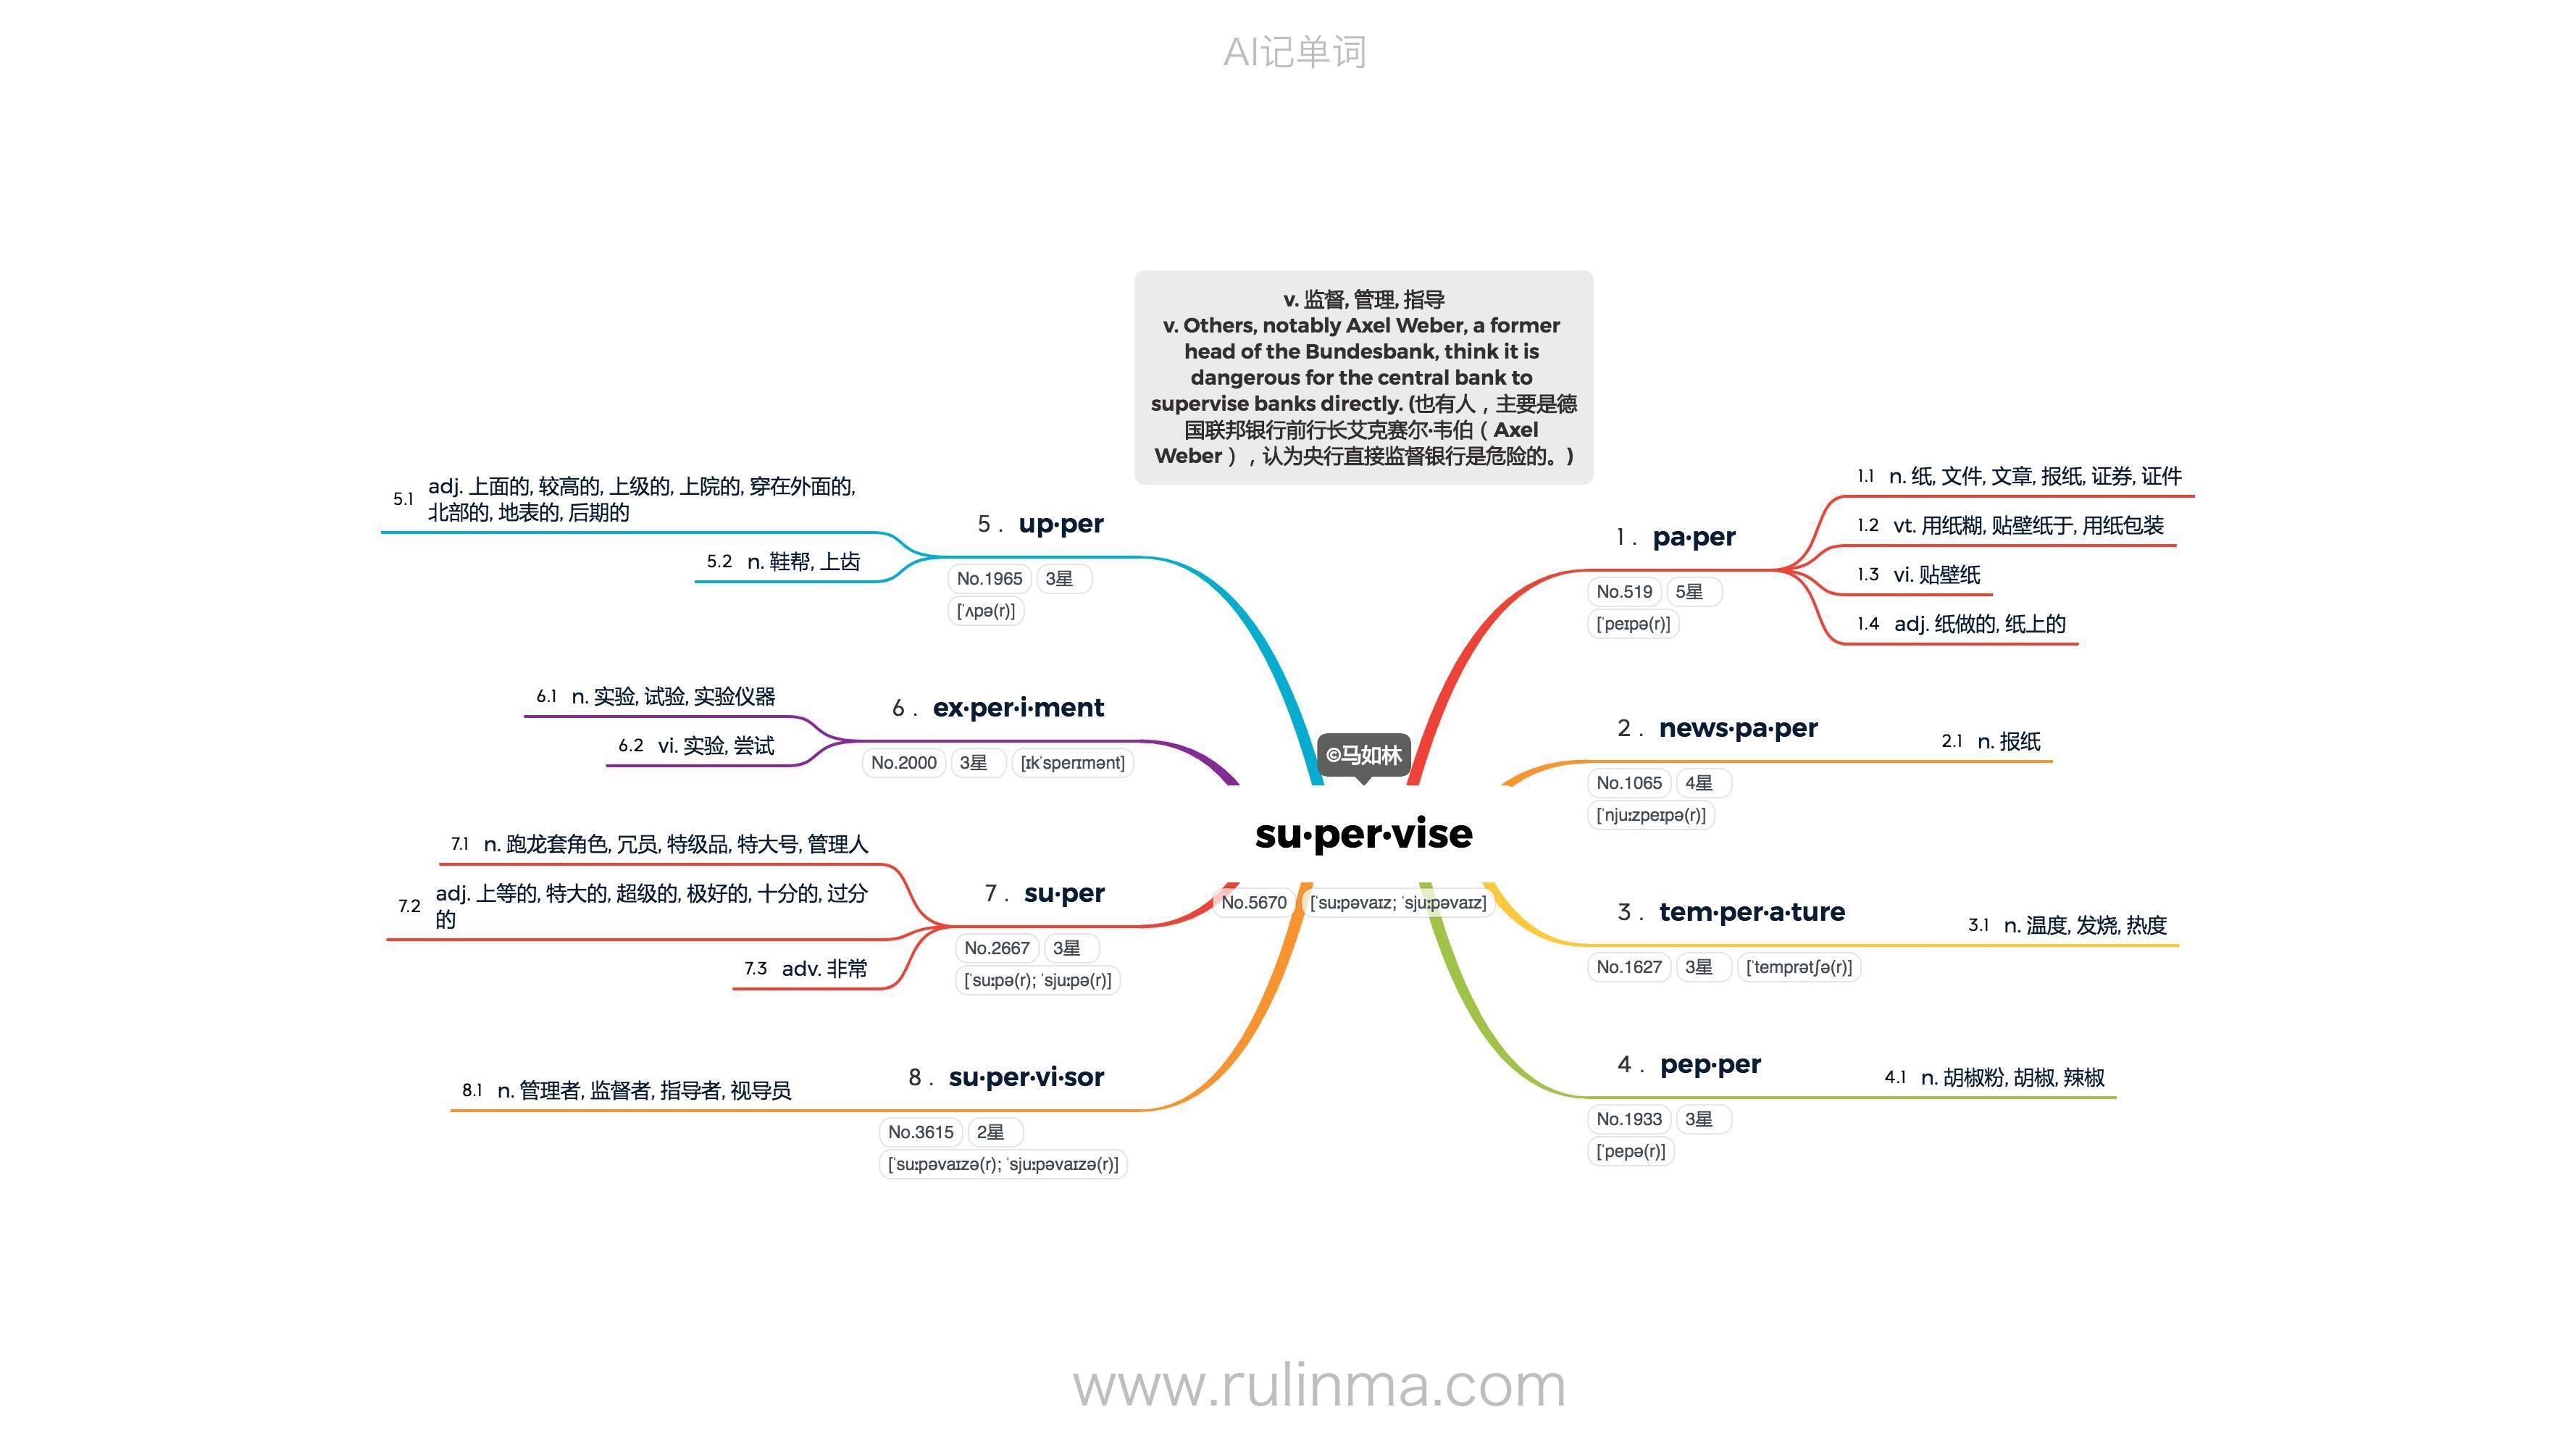 AI记单词
v. 监督, 管理, 指导
v. Others, notably Axel Weber, a former
head of the Bundesbank, think it is
dangerous for the central bank to
supervise banks directly. (也有人，主要是德
国联邦银行前行长艾克赛尔·韦伯（Axel
Weber），认为央行直接监督银行是危险的。)
©马如林
su·per·vise
No.5670 [ˈsuːpəvaɪz; ˈsjuːpəvaɪz]
1. pa·per
No.519 5星
[ˈpeɪpə(r)]
1.1 n. 纸, 文件, 文章, 报纸, 证券, 证件
1.2 vt. 用纸糊, 贴壁纸于, 用纸包装
1.3 vi. 贴壁纸
1.4 adj. 纸做的, 纸上的
2. news·pa·per
No.1065 4星
[ˈnjuːzpeɪpə(r)]
2.1 n. 报纸
3. tem·per·a·ture
No.1627 3星 [ˈtemprətʃə(r)]
3.1 n. 温度, 发烧, 热度
4. pep·per
No.1933 3星
[ˈpepə(r)]
4.1 n. 胡椒粉, 胡椒, 辣椒
5. up·per
No.1965 3星
[ˈʌpə(r)]
5.1 adj. 上面的, 较高的, 上级的, 上院的, 穿在外面的,
北部的, 地表的, 后期的
5.2 n. 鞋帮, 上齿
6. ex·per·i·ment
No.2000 3星 [ɪkˈsperɪmənt]
6.1 n. 实验, 试验, 实验仪器
6.2 vi. 实验, 尝试
7. su·per
No.2667 3星
[ˈsuːpə(r); ˈsjuːpə(r)]
7.1 n. 跑龙套角色, 冗员, 特级品, 特大号, 管理人
7.2 adj. 上等的, 特大的, 超级的, 极好的, 十分的, 过分
的
7.3 adv. 非常
8. su·per·vi·sor
No.3615 2星
[ˈsuːpəvaɪzə(r); ˈsjuːpəvaɪzə(r)]
8.1 n. 管理者, 监督者, 指导者, 视导员
www.rulinma.com